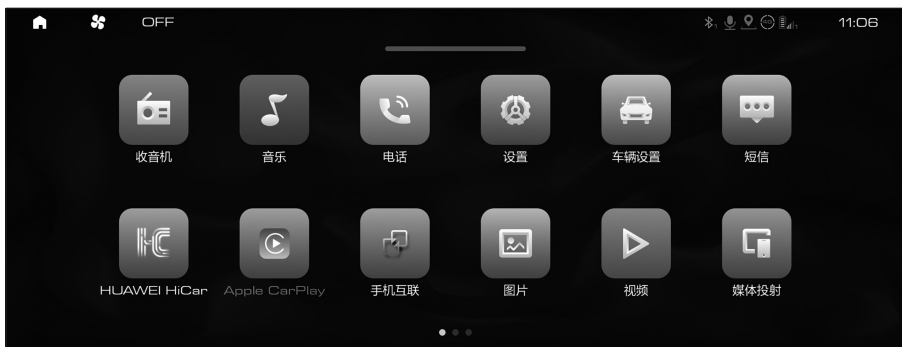 OFF
11:06
收音机
音乐
电话
设置
车辆设置
短信
HUAWEI HiCar
Apple CarPlay
手机互联
图片
视频
媒体投射